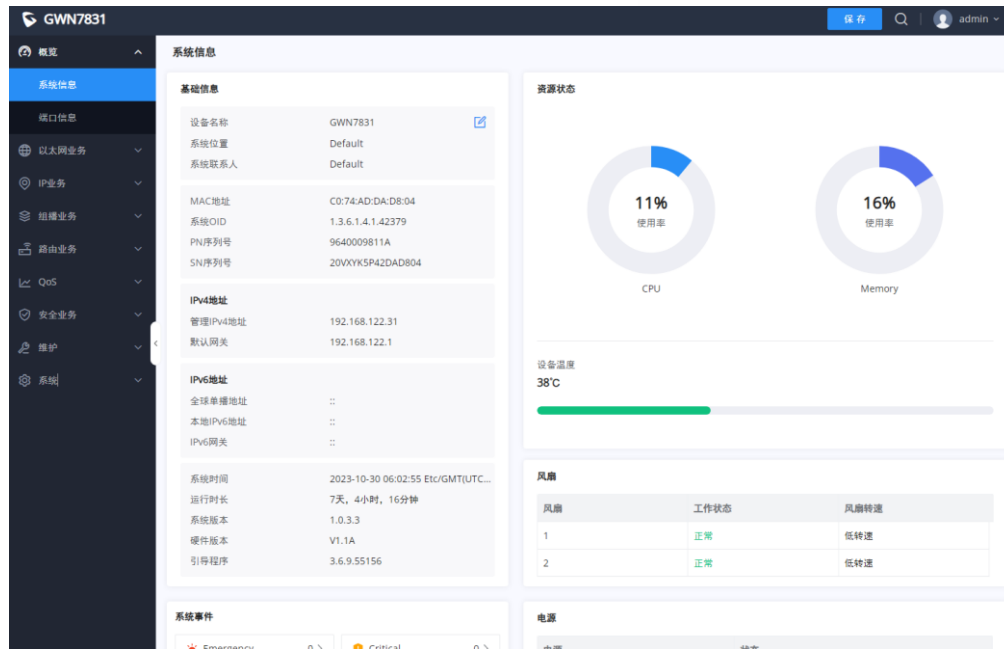 GWN7831
保存
admin
概览
系统信息
端口信息
以太网业务
IP业务
组播业务
路由业务
QoS
安全业务
维护
系统
系统信息
基础信息
设备名称 GWN7831
系统位置 Default
系统联系人 Default
MAC地址 C0:74:AD:DA:D8:04
系统OID 1.3.6.1.4.1.42379
PN序列号 9640009811A
SN序列号 20VXYK5P42DAD804
IPv4地址
管理IPv4地址 192.168.122.31
默认网关 192.168.122.1
IPv6地址
全球单播地址 ::
本地IPv6地址 ::
IPv6网关 ::
系统时间 2023-10-30 06:02:55 Etc/GMT(UTC...
运行时长 7天，4小时，16分钟
系统版本 1.0.3.3
硬件版本 V1.1A
引导程序 3.6.9.55156
系统事件
Emergency 0
Critical 0
资源状态
11%
使用率
CPU
16%
使用率
Memory
设备温度
38°C
风扇
风扇 工作状态 风扇转速
1 正常 低转速
2 正常 低转速
电源
电源 状态